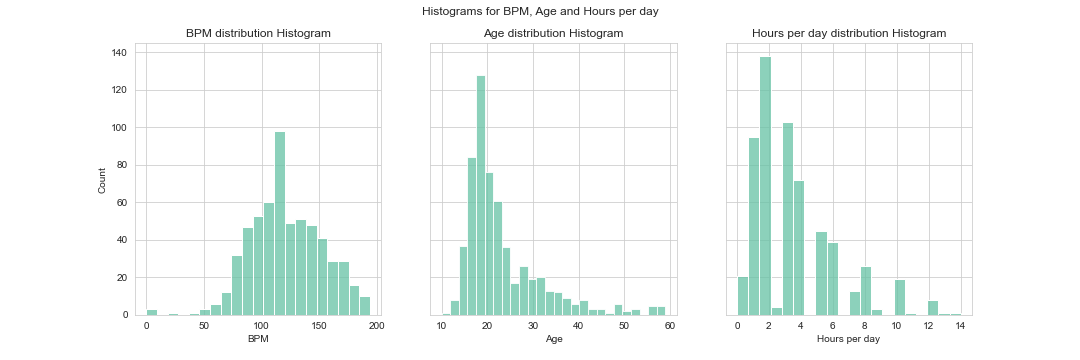 Histograms for BPM, Age and Hours per day
BPM distribution Histogram
Age distribution Histogram
Hours per day distribution Histogram
140
120
100
80
60
40
20
0
Count
0 50 100 150 200
BPM
10 20 30 40 50 60
Age
0 2 4 6 8 10 12 14
Hours per day